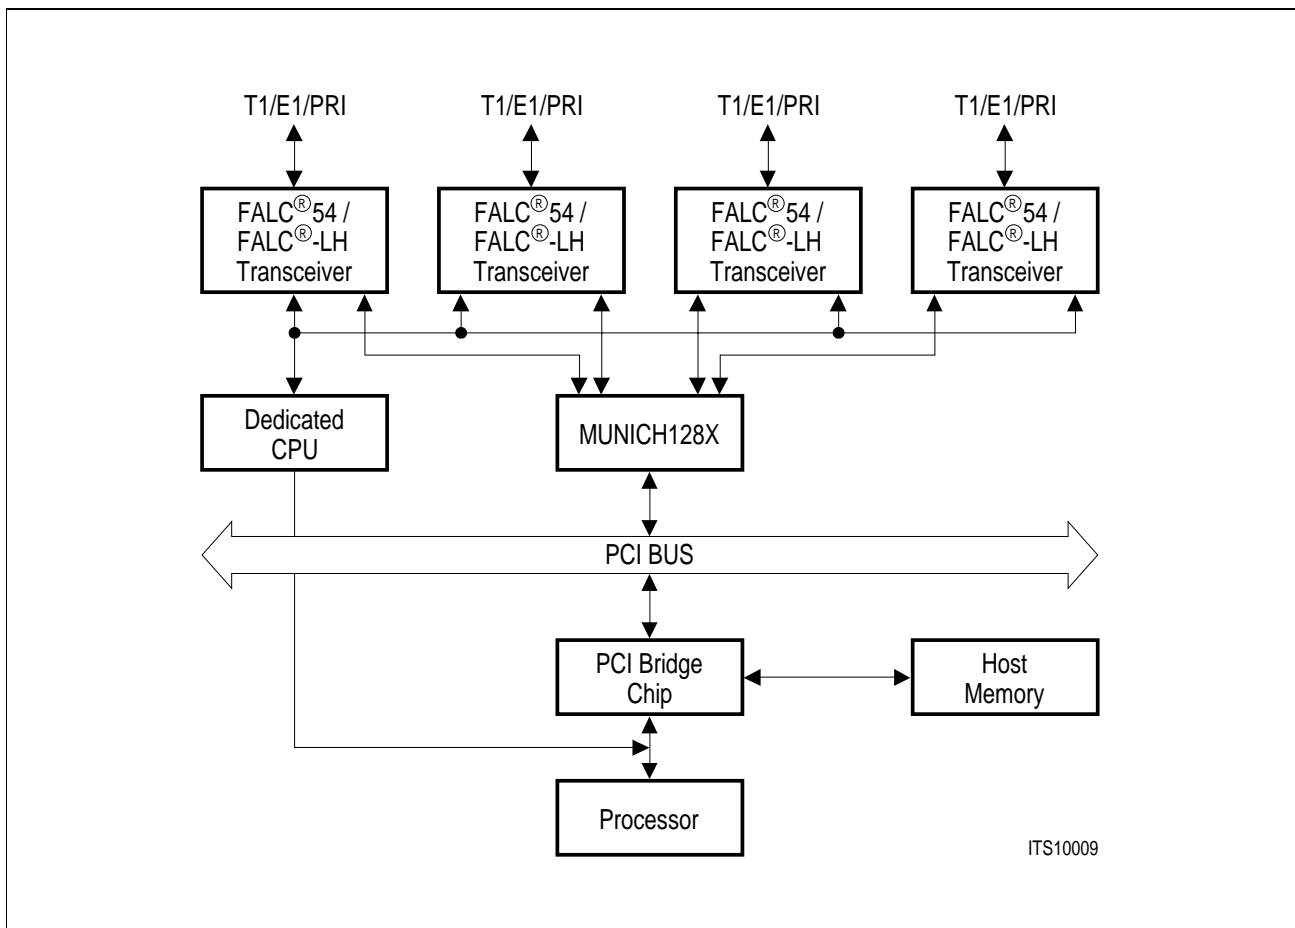 T1/E1/PRI T1/E1/PRI T1/E1/PRI T1/E1/PRI
FALC®54 /
FALC®-LH
Transceiver
FALC®54 /
FALC®-LH
Transceiver
FALC®54 /
FALC®-LH
Transceiver
FALC®54 /
FALC®-LH
Transceiver
Dedicated
CPU
MUNICH128X
PCI BUS
PCI Bridge
Chip
Host
Memory
Processor
ITS10009